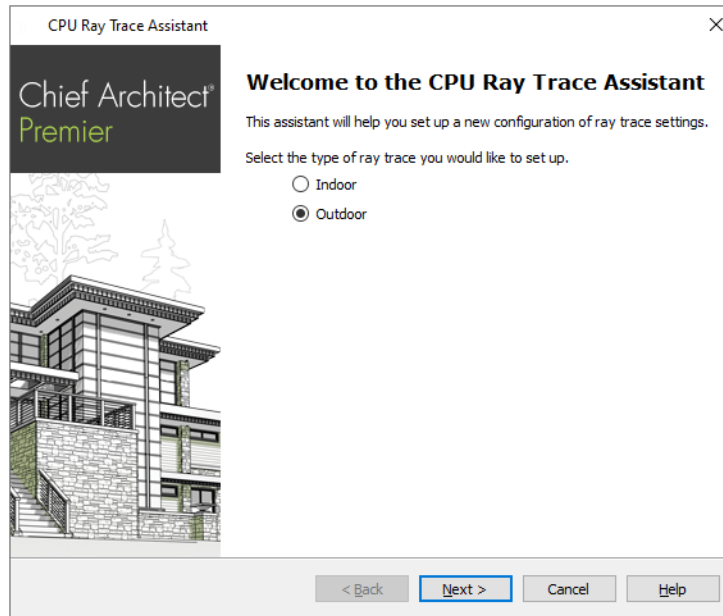 CPU Ray Trace Assistant
Chief Architect®
Premier
Welcome to the CPU Ray Trace Assistant
This assistant will help you set up a new configuration of ray trace settings.
Select the type of ray trace you would like to set up.
Indoor
Outdoor
< Back Next > Cancel Help